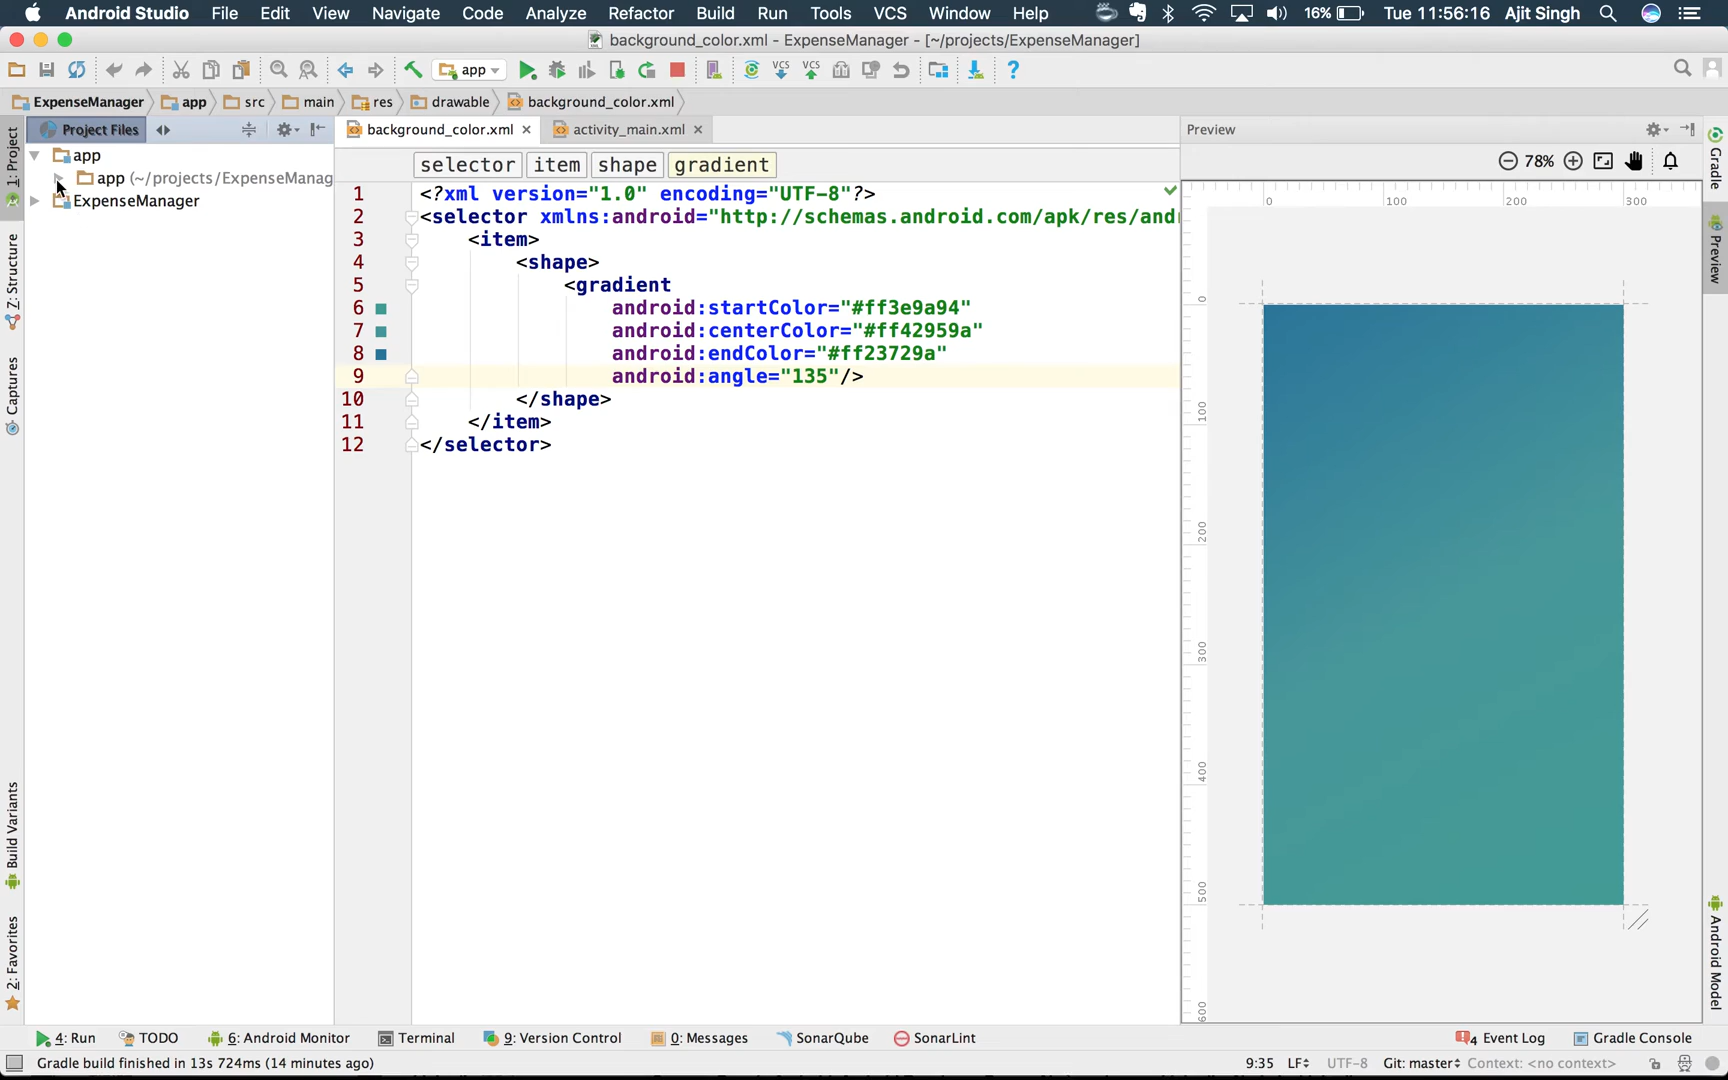 Android Studio File Edit View Navigate Code Analyze Refactor Build Run Tools VCS Window Help 16% Tue 11:56:16 Ajit Singh
background_color.xml - ExpenseManager - [~/projects/ExpenseManager]
app VCS VCS ?
ExpenseManager app src main res drawable background_color.xml
Project Files background_color.xml activity_main.xml Preview
app
app (~/projects/ExpenseManag
ExpenseManager
selector item shape gradient
78%
1 <?xml version="1.0" encoding="UTF-8"?>
2 <selector xmlns:android="http://schemas.android.com/apk/res/and
3 <item>
4 <shape>
5 <gradient
6 android:startColor="#ff3e9a94"
7 android:centerColor="#ff42959a"
8 android:endColor="#ff23729a"
9 android:angle="135"/>
10 </shape>
11 </item>
12 </selector>
0 100 200 300
0
100
200
300
400
500
600
1: Project
7: Structure
Captures
Build Variants
2: Favorites
Gradle
Preview
Android Model
4: Run TODO 6: Android Monitor Terminal 9: Version Control 0: Messages SonarQube SonarLint 4 Event Log Gradle Console
Gradle build finished in 13s 724ms (14 minutes ago) 9:35 LF UTF-8 Git: master Context: <no context>